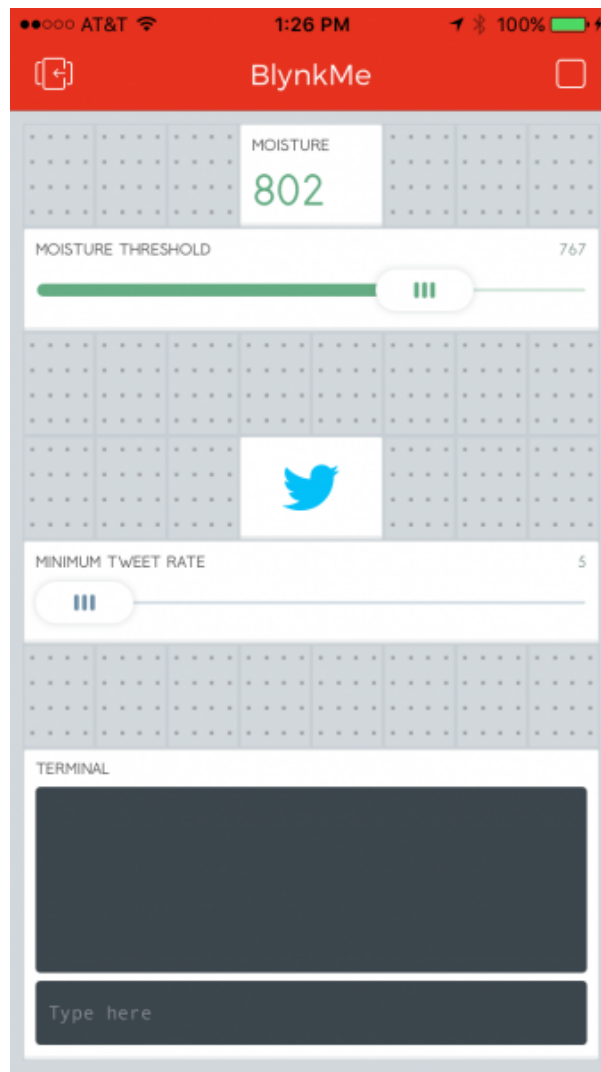 AT&T 1:26 PM 100%
BlynkMe
MOISTURE
802
MOISTURE THRESHOLD 767
MINIMUM TWEET RATE 5
TERMINAL
Type here